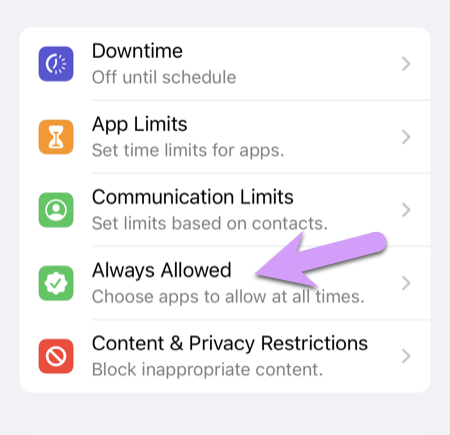 Downtime
Off until schedule
App Limits
Set time limits for apps.
Communication Limits
Set limits based on contacts.
Always Allowed
Choose apps to allow at all times.
Content & Privacy Restrictions
Block inappropriate content.